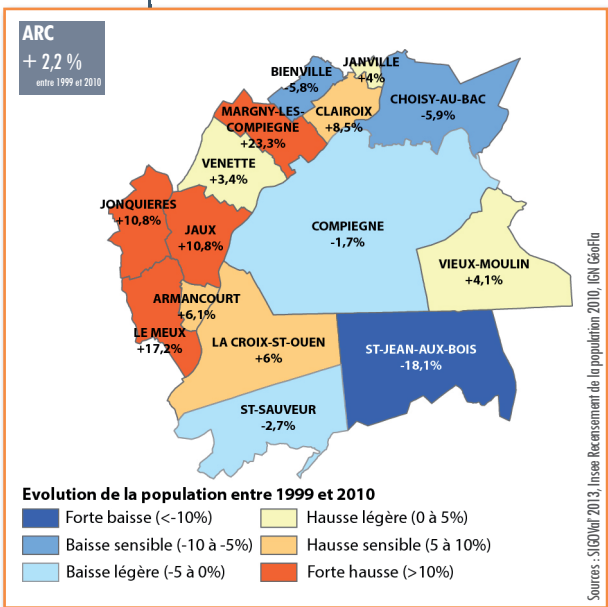 ARC
+ 2,2 %
entre 1999 et 2010
JANVILLE
+4%
BIENVILLE
-5,8%
CHOISY-AU-BAC
-5,9%
MARGNY-LES-
COMPIEGNE
+23,3%
CLAIROIX
+8,5%
VENETTE
+3,4%
JONQUIERES
+10,8%
JAUX
+10,8%
COMPIEGNE
-1,7%
VIEUX-MOULIN
+4,1%
ARMANCOURT
+6,1%
LE MEUX
+17,2%
LA CROIX-ST-OUEN
+6%
ST-JEAN-AUX-BOIS
-18,1%
ST-SAUVEUR
-2,7%
Evolution de la population entre 1999 et 2010
Forte baisse (<-10%)
Baisse sensible (-10 à -5%)
Baisse légère (-5 à 0%)
Hausse légère (0 à 5%)
Hausse sensible (5 à 10%)
Forte hausse (>10%)
Sources : SIGOVal' 2013, Insee Recensement de la population 2010, IGN GéoFla